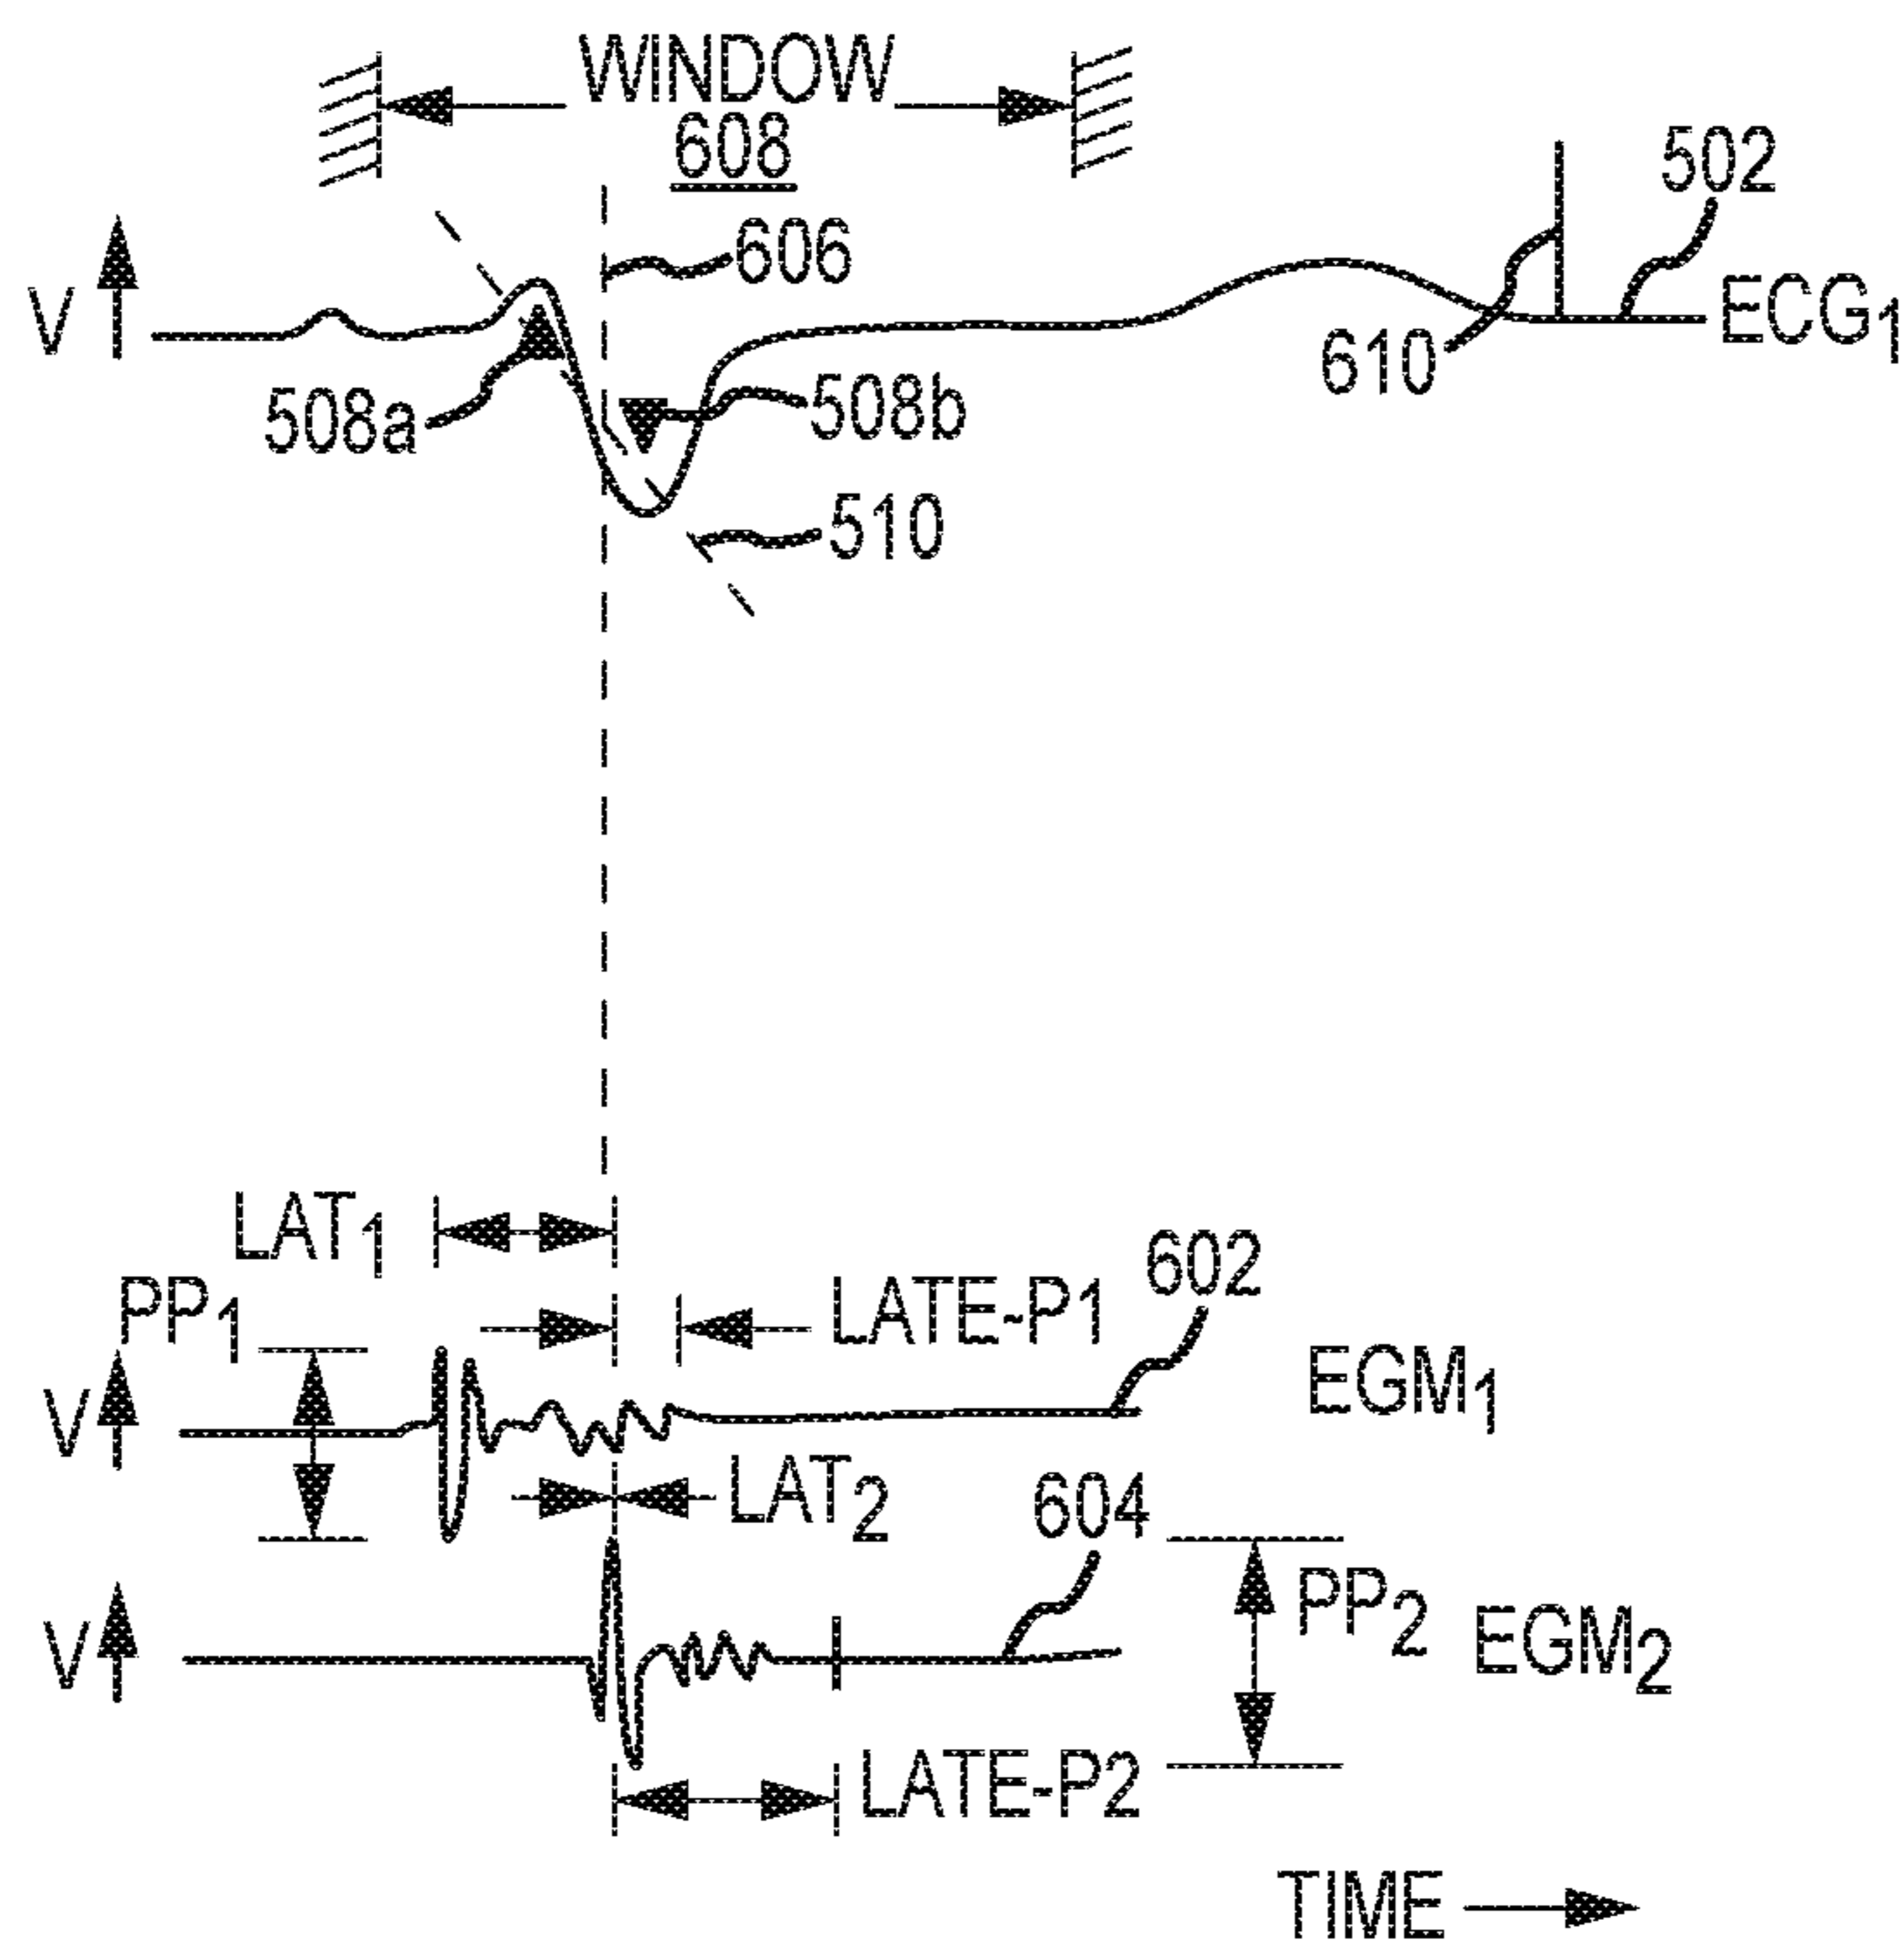 WINDOW
608
502
606
V
ECG1
610
508a
508b
510
LAT1
602
PP1
LATE-P1
V
EGM1
LAT2
604
PP2
V
EGM2
LATE-P2
TIME